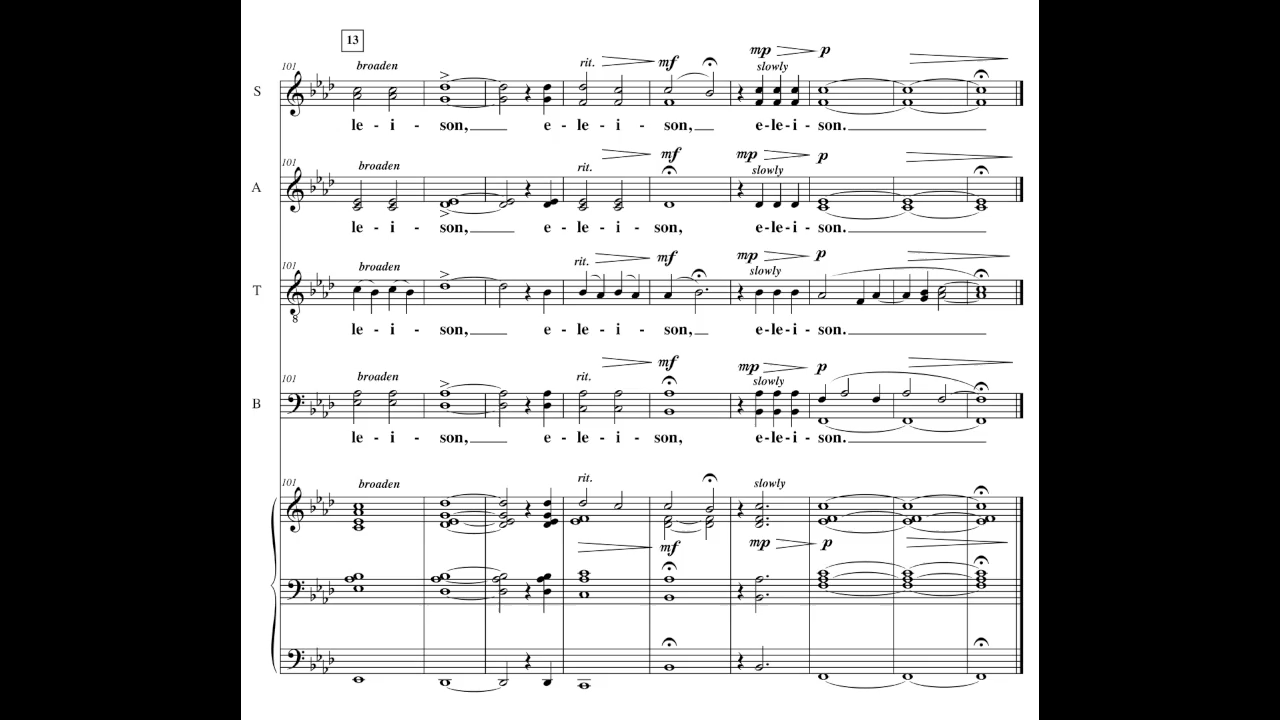 13
101 broaden rit. mf mp slowly p
S
le - i - son, e - le - i - son, e-le-i - son.
101 broaden rit. mf mp slowly p
A
le - i - son, e - le - i - son, e-le-i - son.
101 broaden rit. mf mp slowly p
T
8
le - i - son, e - le - i - son, e-le-i - son.
101 broaden rit. mf mp slowly p
B
le - i - son, e - le - i - son, e-le-i - son.
101 broaden rit. slowly
mf mp p